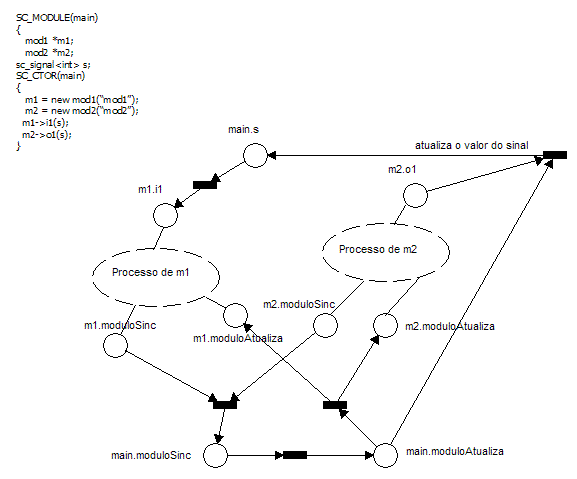 SC_MODULE(main)
{
mod1 *m1;
mod2 *m2;
sc_signal<int> s;
SC_CTOR(main)
{
m1 = new mod1("mod1");
m2 = new mod2("mod2");
m1->i1(s);
m2->o1(s);
}
main.s
atualiza o valor do sinal
m2.o1
m1.i1
Processo de m2
Processo de m1
m2.moduloSinc
m1.moduloSinc
m2.moduloAtualiza
m1.moduloAtualiza
main.moduloSinc
main.moduloAtualiza